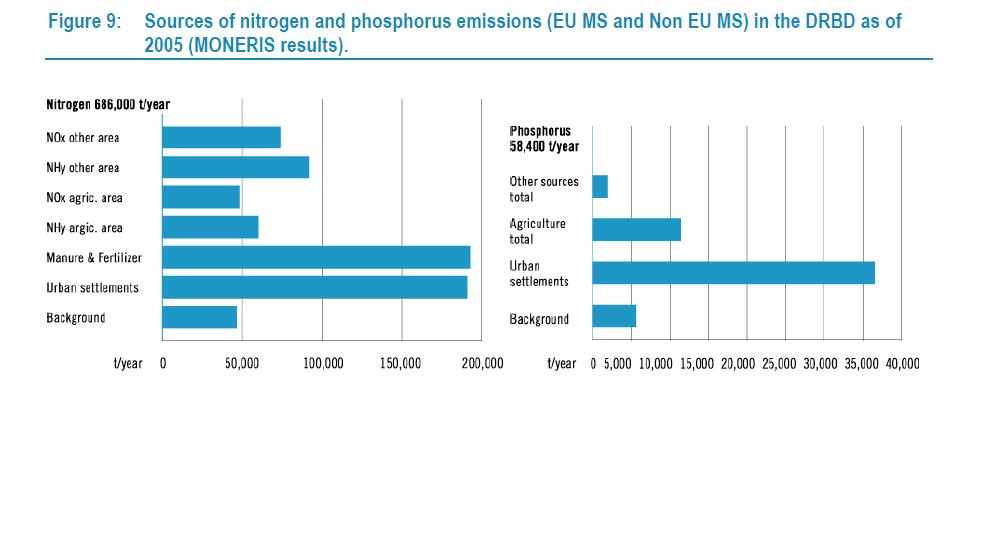 Figure 9: Sources of nitrogen and phosphorus emissions (EU MS and Non EU MS) in the DRBD as of
2005 (MONERIS results).
Nitrogen 686,000 t/year
NOx other area
NHy other area
NOx agric. area
NHy argic. area
Manure & Fertilizer
Urban settlements
Background
t/year 0 50,000 100,000 150,000 200,000
Phosphorus
58,400 t/year
Other sources
total
Agriculture
total
Urban
settlements
Background
t/year 0 5,000 10,000 15,000 20,000 25,000 30,000 35,000 40,000